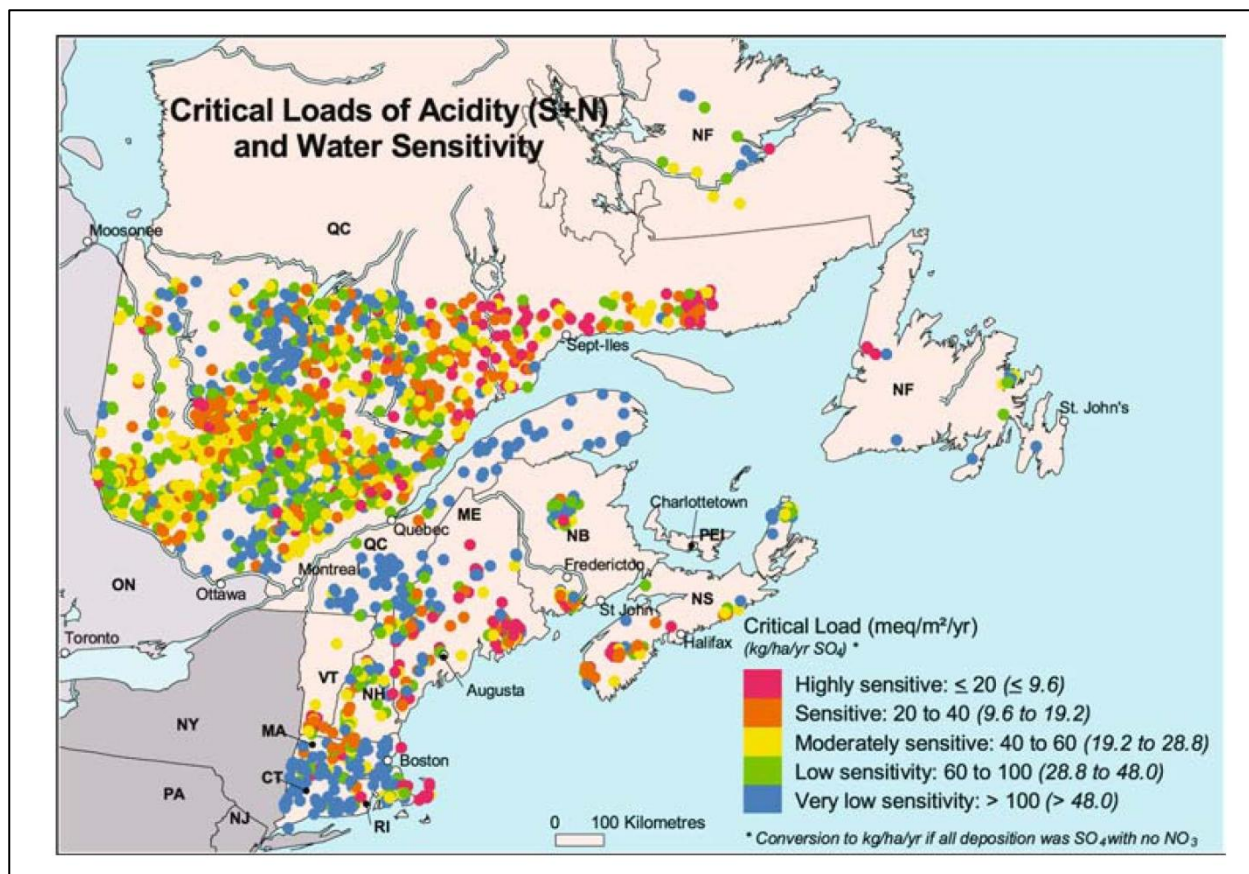 Critical Loads of Acidity (S+N)
and Water Sensitivity
NF
QC
Moosonee
Sept-Iles
NF
St. John's
Charlottetown
ME
Quebec
NB
PEI
QC
Fredericton
Montreal
ON
Ottawa
St John
NS
Halifax
Toronto
VT
Augusta
NH
NY
MA
Boston
CT
PA
NJ
RI
Critical Load (meq/m²/yr)
(kg/ha/yr SO₄) *
Highly sensitive: ≤ 20 (≤ 9.6)
Sensitive: 20 to 40 (9.6 to 19.2)
Moderately sensitive: 40 to 60 (19.2 to 28.8)
Low sensitivity: 60 to 100 (28.8 to 48.0)
Very low sensitivity: > 100 (> 48.0)
0 100 Kilometres
* Conversion to kg/ha/yr if all deposition was SO₄ with no NO₃